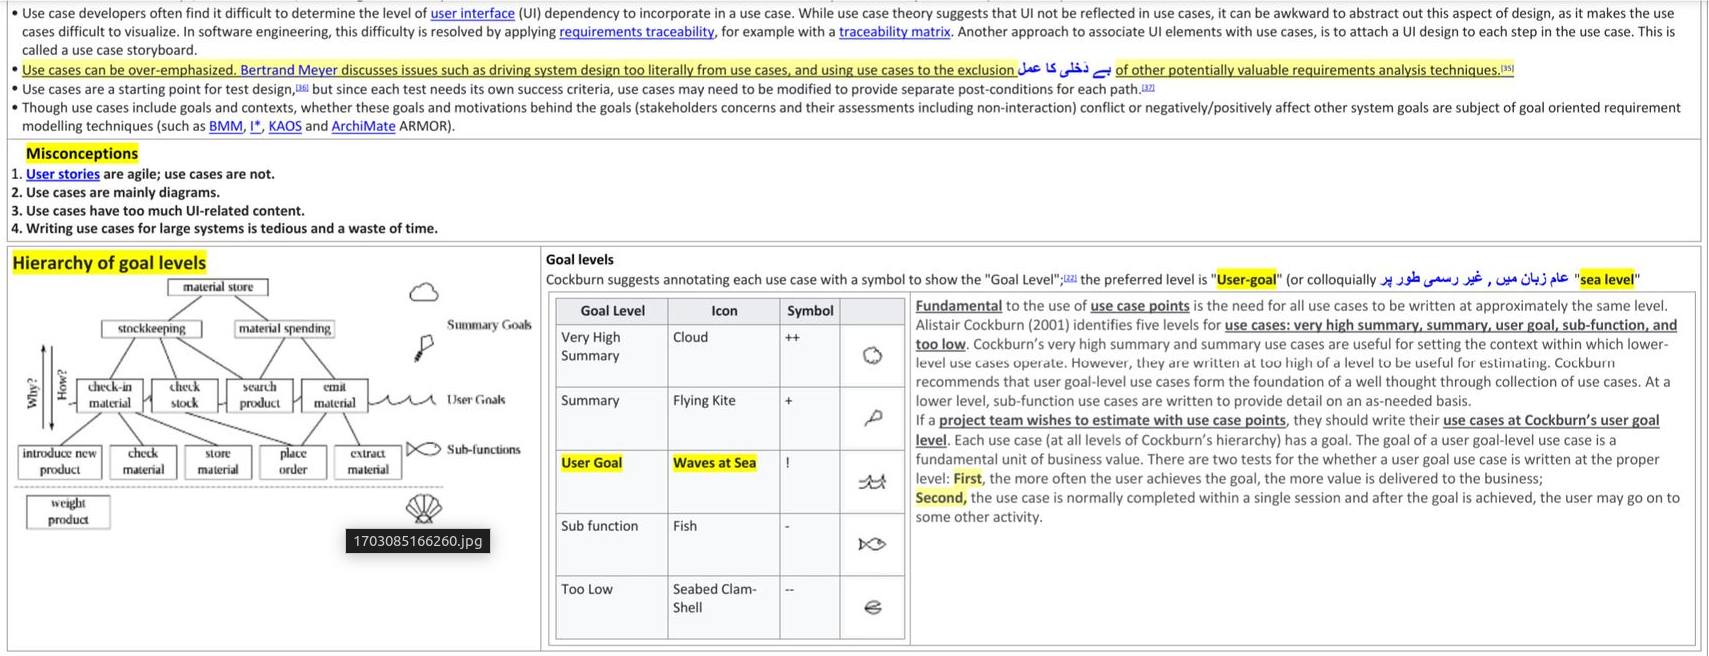 • Use case developers often find it difficult to determine the level of user interface (UI) dependency to incorporate in a use case. While use case theory suggests that UI not be reflected in use cases, it can be awkward to abstract out this aspect of design, as it makes the use
cases difficult to visualize. In software engineering, this difficulty is resolved by applying requirements traceability, for example with a traceability matrix. Another approach to associate UI elements with use cases, is to attach a UI design to each step in the use case. This is
called a use case storyboard.
• Use cases can be over-emphasized. Bertrand Meyer discusses issues such as driving system design too literally from use cases, and using use cases to the exclusion بے دَخلی کا عمل of other potentially valuable requirements analysis techniques.[35]
• Use cases are a starting point for test design,[36] but since each test needs its own success criteria, use cases may need to be modified to provide separate post-conditions for each path.[37]
• Though use cases include goals and contexts, whether these goals and motivations behind the goals (stakeholders concerns and their assessments including non-interaction) conflict or negatively/positively affect other system goals are subject of goal oriented requirement
modelling techniques (such as BMM, I*, KAOS and ArchiMate ARMOR).
Misconceptions
1. User stories are agile; use cases are not.
2. Use cases are mainly diagrams.
3. Use cases have too much UI-related content.
4. Writing use cases for large systems is tedious and a waste of time.
Hierarchy of goal levels
material store
stockkeeping material spending
Summary Goals
Why? How?
check-in material
check stock
search product
emit material
User Goals
introduce new product
check material
store material
place order
extract material
Sub-functions
weight product
1703085166260.jpg
Goal levels
Cockburn suggests annotating each use case with a symbol to show the "Goal Level";[22] the preferred level is "User-goal" (or colloquially عام زبان میں , غیر رسمی طور پر "sea level"
Goal Level Icon Symbol
Very High Summary Cloud ++
Summary Flying Kite +
User Goal Waves at Sea !
Sub function Fish -
Too Low Seabed Clam-Shell --
Fundamental to the use of use case points is the need for all use cases to be written at approximately the same level.
Alistair Cockburn (2001) identifies five levels for use cases: very high summary, summary, user goal, sub-function, and
too low. Cockburn's very high summary and summary use cases are useful for setting the context within which lower-
level use cases operate. However, they are written at too high of a level to be useful for estimating. Cockburn
recommends that user goal-level use cases form the foundation of a well thought through collection of use cases. At a
lower level, sub-function use cases are written to provide detail on an as-needed basis.
If a project team wishes to estimate with use case points, they should write their use cases at Cockburn's user goal
level. Each use case (at all levels of Cockburn's hierarchy) has a goal. The goal of a user goal-level use case is a
fundamental unit of business value. There are two tests for the whether a user goal use case is written at the proper
level: First, the more often the user achieves the goal, the more value is delivered to the business;
Second, the use case is normally completed within a single session and after the goal is achieved, the user may go on to
some other activity.